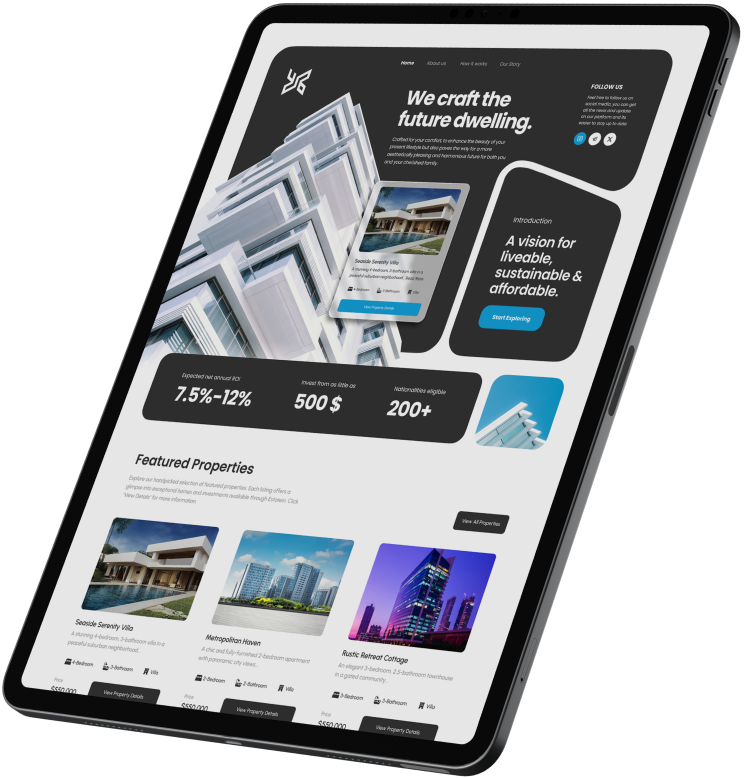 Home About us How it works Our Story
We craft the
future dwelling.
Crafted for your comfort, to enhance the beauty of your
present lifestyle but also paves the way for a more
aesthetically pleasing and harmonious future for both you
and your cherished family.
FOLLOW US
Feel free to follow us on
social media, you can get
all the news and update
on our platform and its
easier to stay up to date
Seaside Serenity Villa
A stunning 4-bedroom, 3-bathroom villa in a
peaceful suburban neighborhood... Read More
4-Bedroom 3-Bathroom Villa
View Property Details
Introduction
A vision for
liveable,
sustainable &
affordable.
Start Exploring
Expected net annual ROI
7.5%-12%
Invest from as little as
500 $
Nationalities eligible
200+
Featured Properties
Explore our handpicked selection of featured properties. Each listing offers a
glimpse into exceptional homes and investments available through Estatein. Click
"View Details" for more information.
View All Properties
Seaside Serenity Villa
A stunning 4-bedroom, 3-bathroom villa in a
peaceful suburban neighborhood.
4-Bedroom 3-Bathroom Villa
Price
$550,000
View Property Details
Metropolitan Haven
A chic and fully-furnished 2-bedroom apartment
with panoramic city views...
2-Bedroom 2-Bathroom Villa
Price
$550,000
View Property Details
Rustic Retreat Cottage
An elegant 3-bedroom, 2.5-bathroom townhouse
in a gated community..
3-Bedroom 3-Bathroom Villa
Price
$550,000
View Property Details